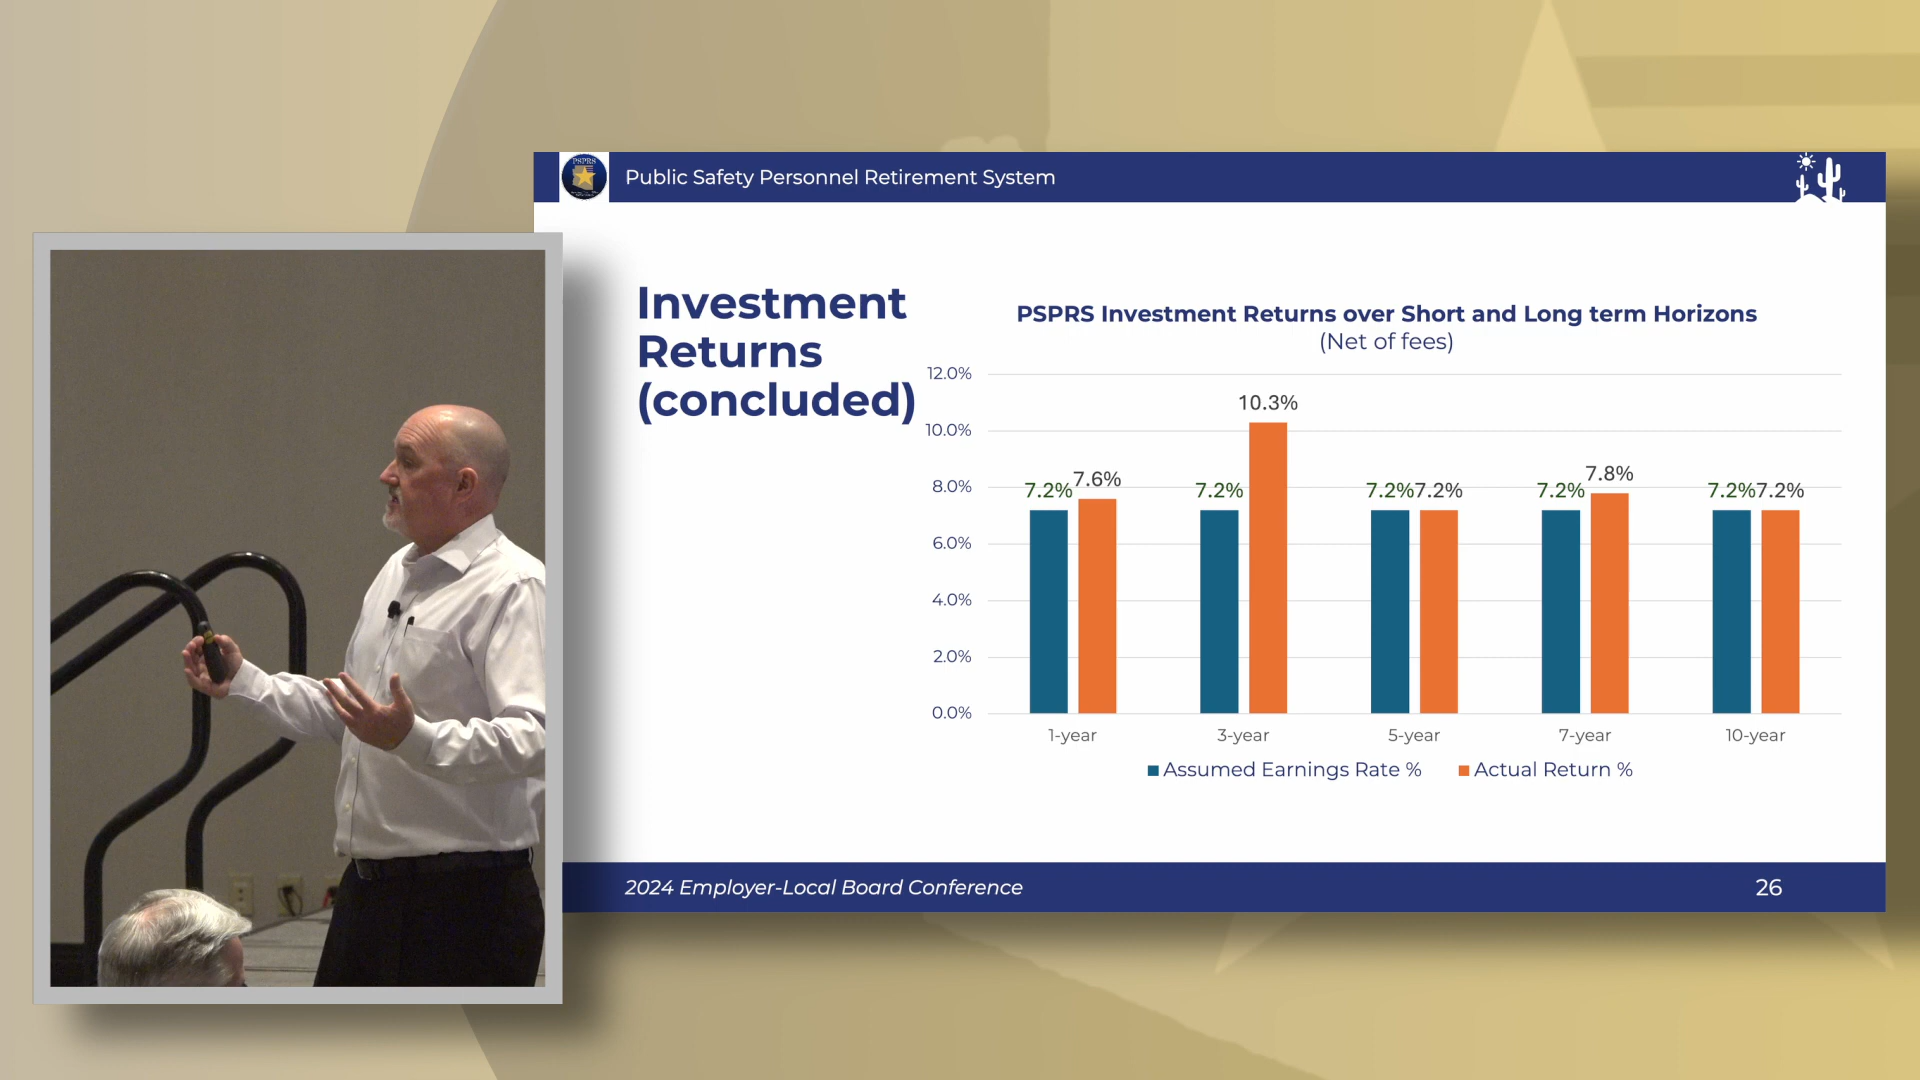 PSPRS
Public Safety Personnel Retirement System
Investment
Returns
(concluded)
PSPRS Investment Returns over Short and Long term Horizons
(Net of fees)
12.0%
10.0%
8.0%
6.0%
4.0%
2.0%
0.0%
7.2% 7.6%
7.2% 10.3%
7.2% 7.2%
7.2% 7.8%
7.2% 7.2%
1-year 3-year 5-year 7-year 10-year
Assumed Earnings Rate % Actual Return %
2024 Employer-Local Board Conference 26